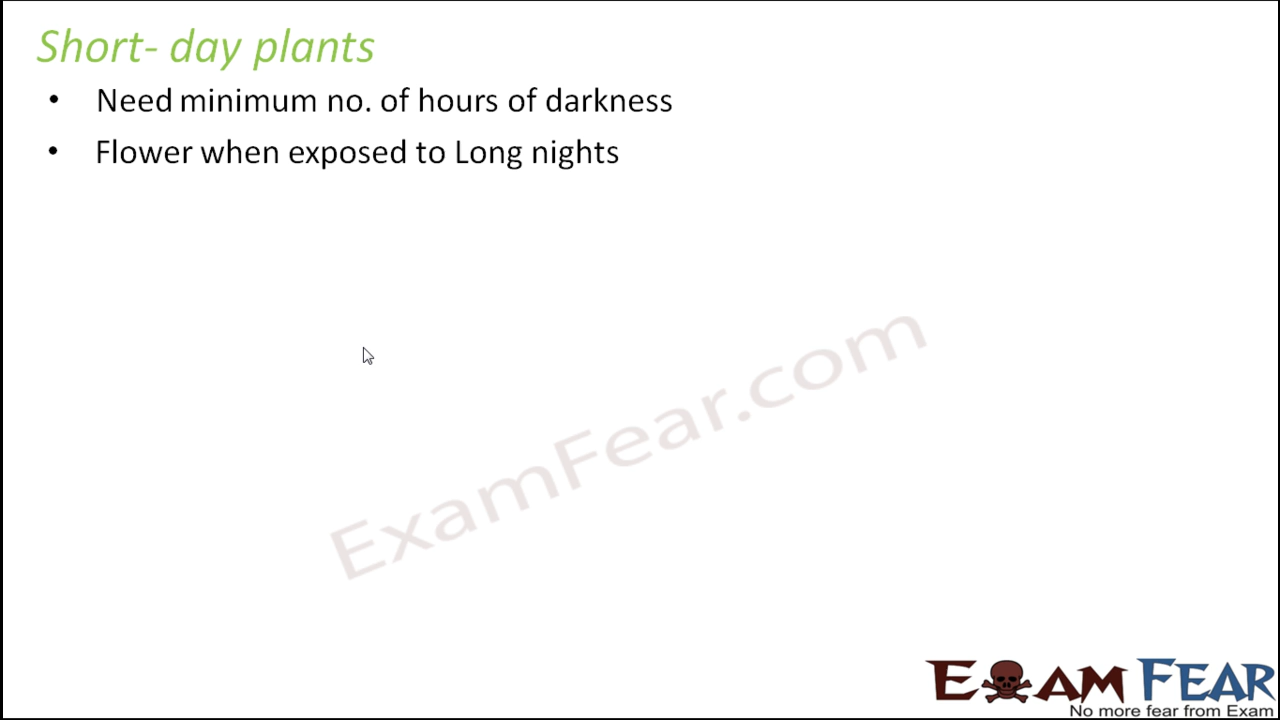 Short- day plants
• Need minimum no. of hours of darkness
• Flower when exposed to Long nights
ExamFear.com
EXAM FEAR
No more fear from Exam